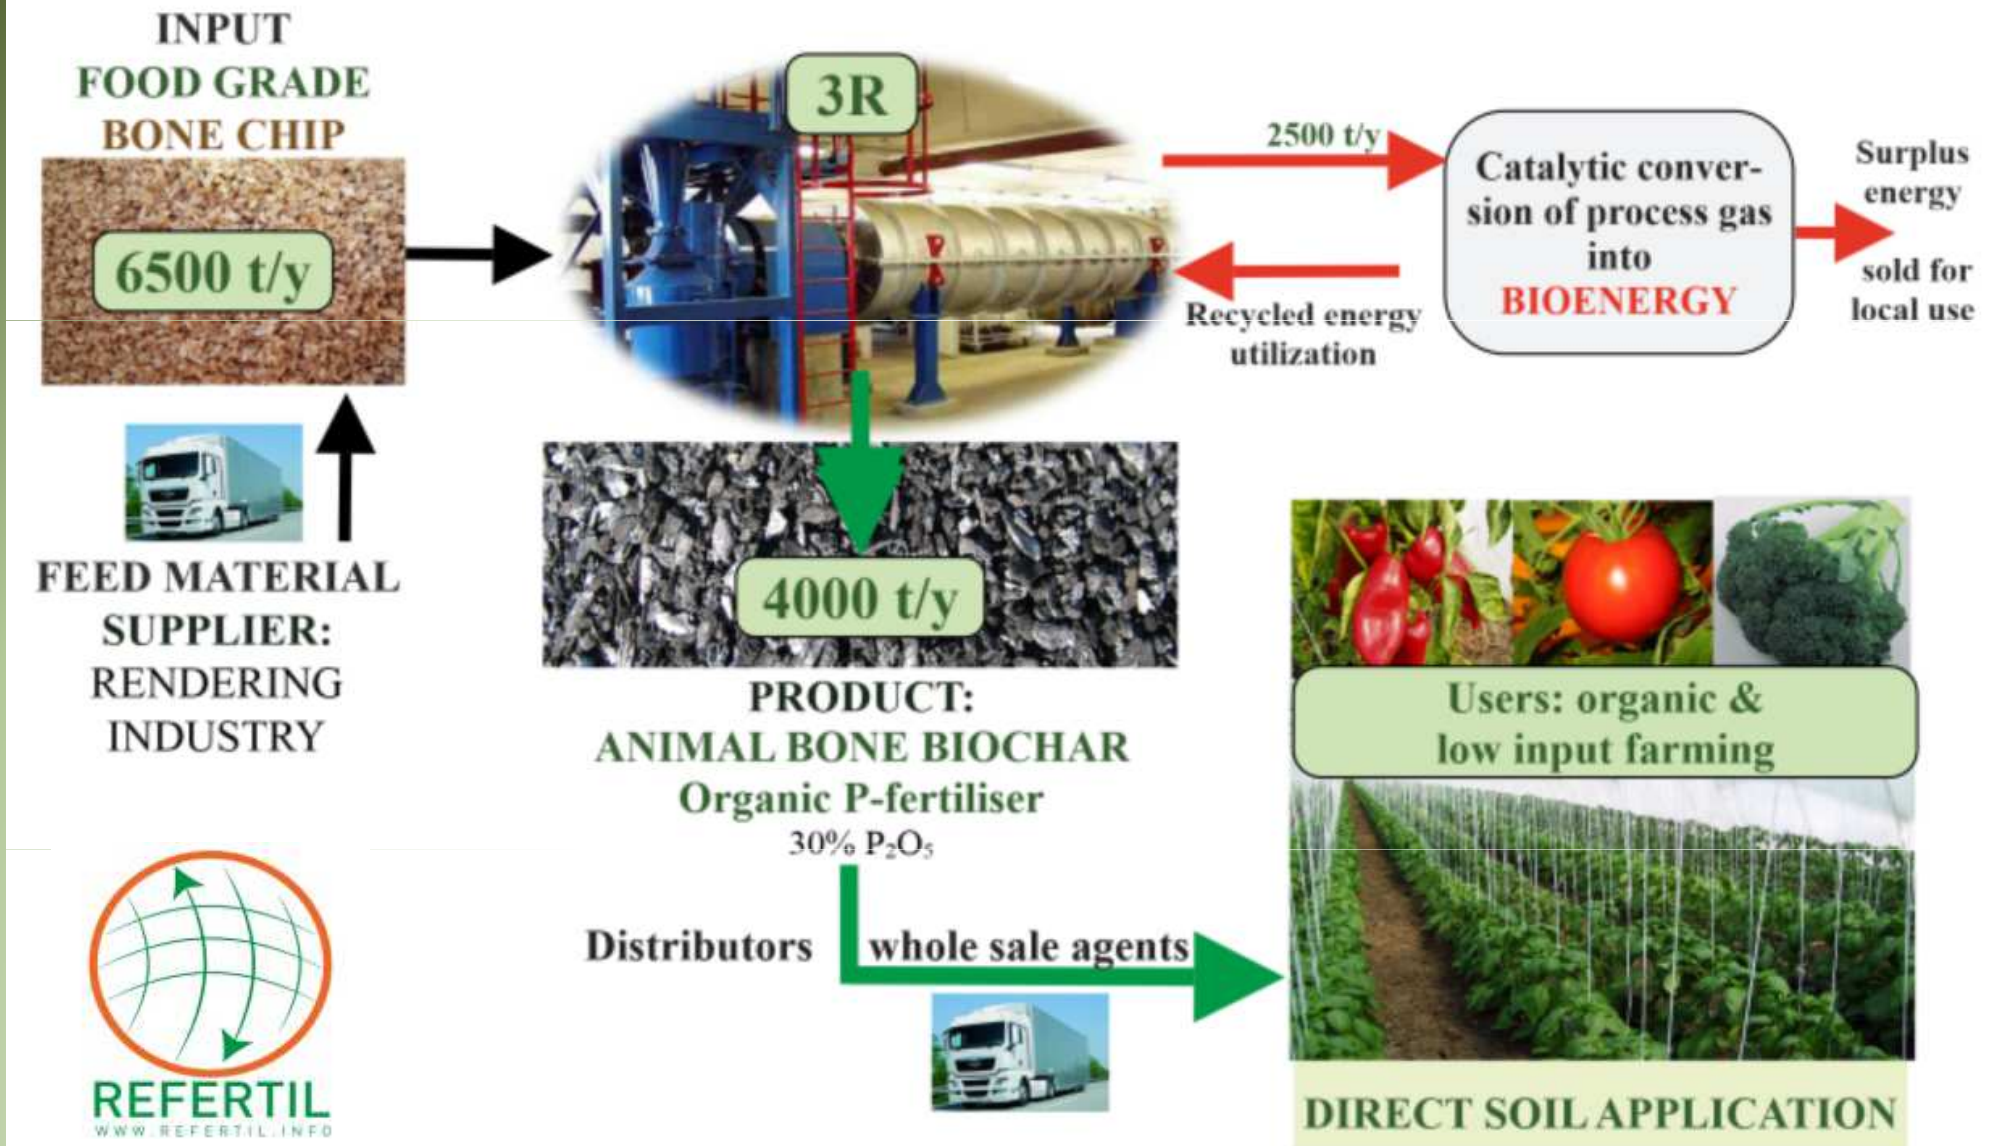 INPUT
FOOD GRADE
BONE CHIP
6500 t/y
FEED MATERIAL
SUPPLIER:
RENDERING
INDUSTRY
3R
2500 t/y
Recycled energy
utilization
Catalytic conver-
sion of process gas
into
BIOENERGY
Surplus
energy
sold for
local use
4000 t/y
PRODUCT:
ANIMAL BONE BIOCHAR
Organic P-fertiliser
30% P₂O₅
Distributors
whole sale agents
Users: organic &
low input farming
DIRECT SOIL APPLICATION
REFERTIL
WWW.REFERTIL.INFO